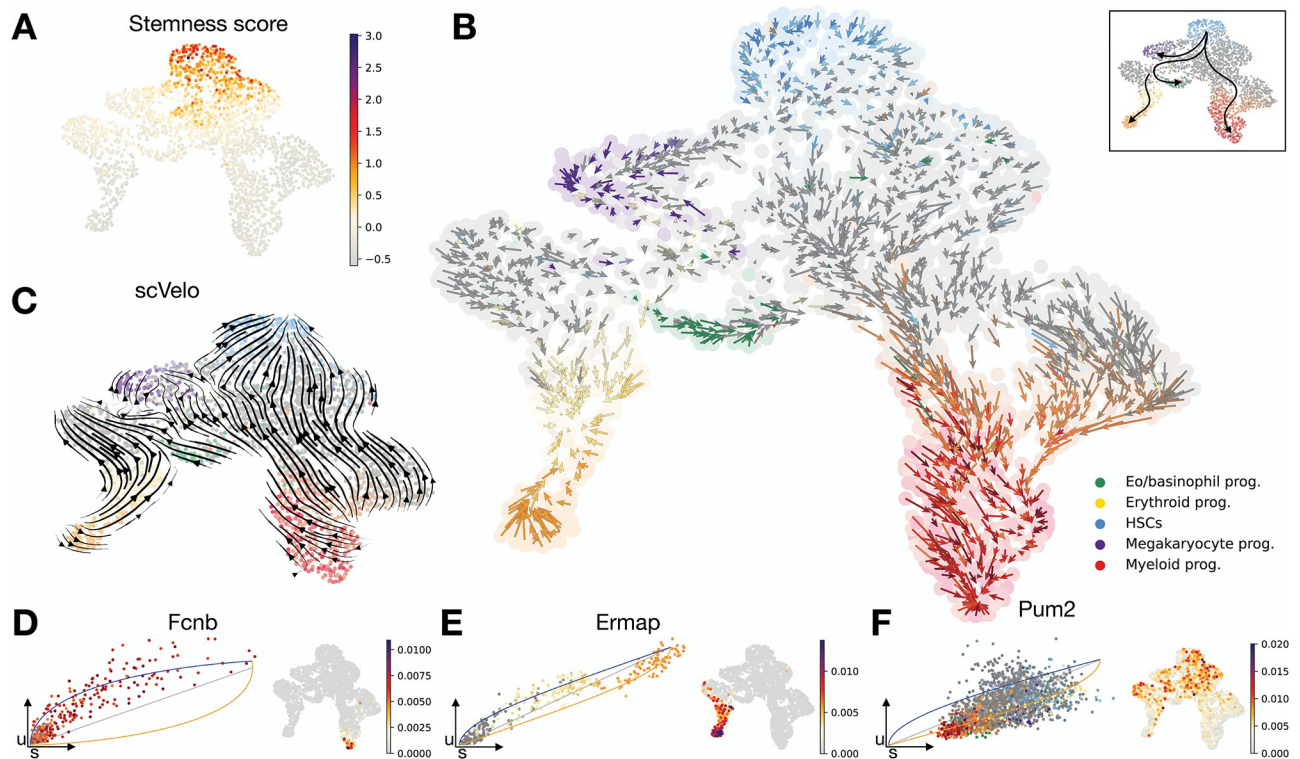 A
Stemness score
3.0
2.5
2.0
1.5
1.0
0.5
0.0
−0.5
B
C
scVelo
Eo/basinophil prog.
Erythroid prog.
HSCs
Megakaryocyte prog.
Myeloid prog.
D
Fcnb
u
s
0.0100
0.0075
0.0050
0.0025
0.0000
E
Ermap
u
s
0.010
0.005
0.000
F
Pum2
u
s
0.020
0.015
0.010
0.005
0.000